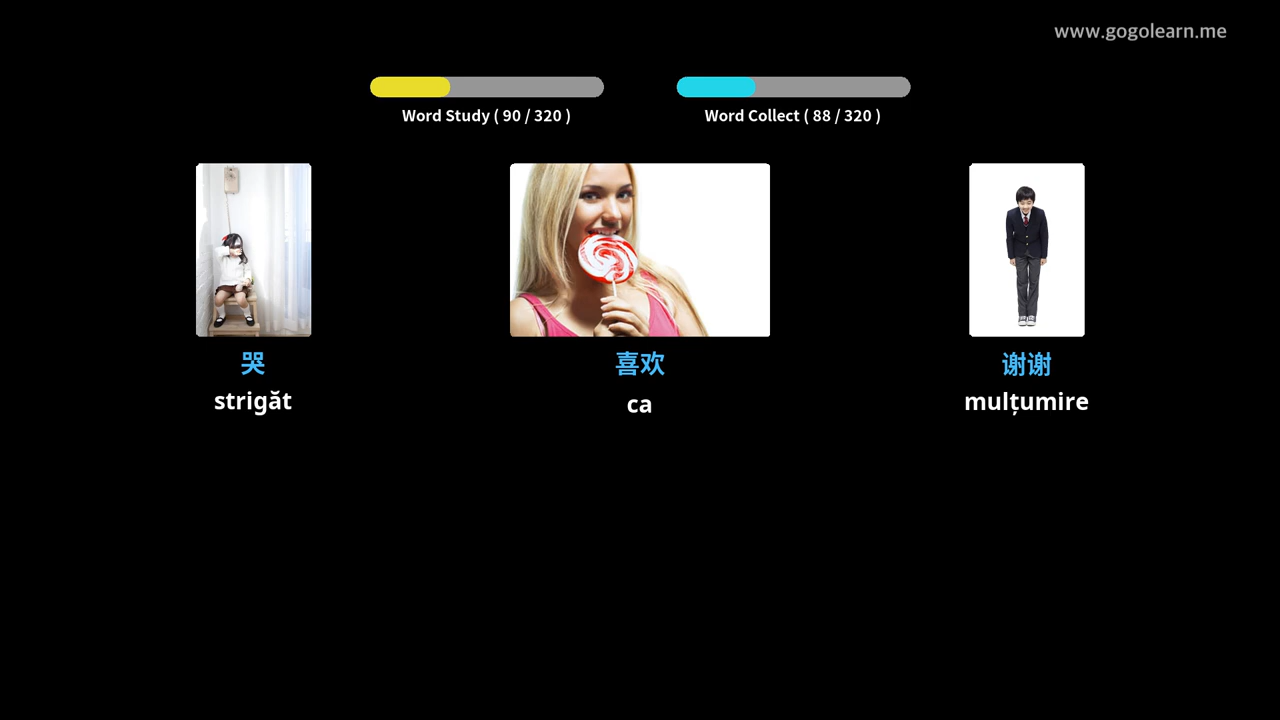 www.gogolearn.me
Word Study ( 90 / 320 )
Word Collect ( 88 / 320 )
哭
strigăt
喜欢
ca
谢谢
mulțumire